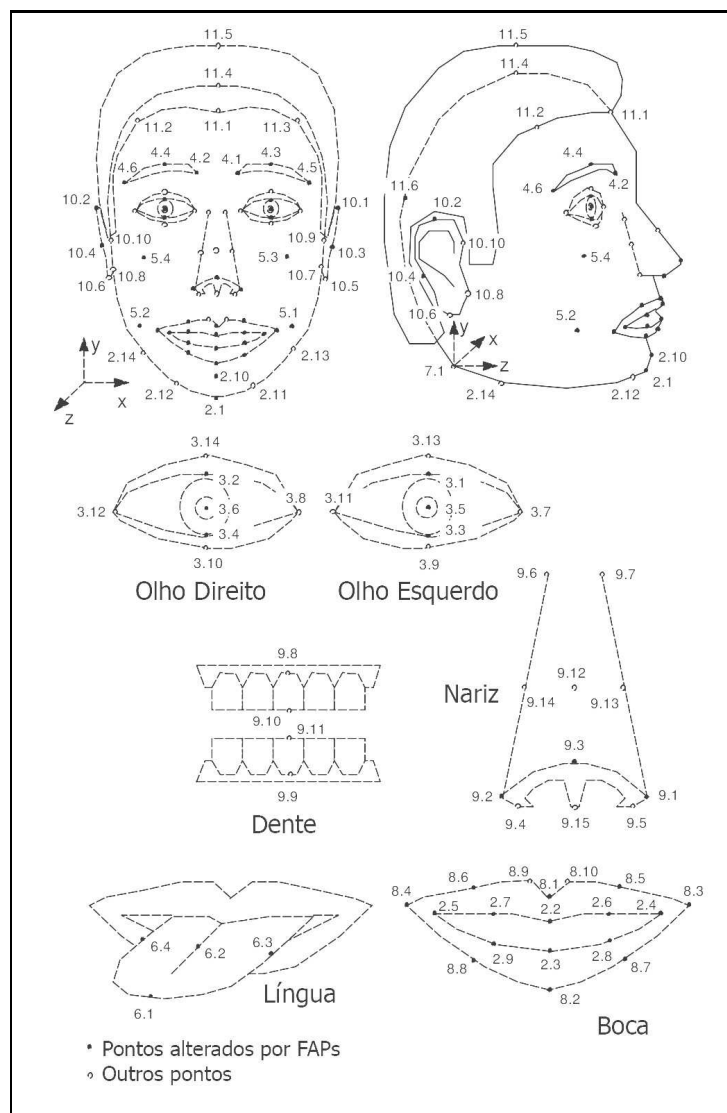 11.5 11.5
11.4 11.4
11.2 11.1 11.3 11.2 11.1
4.4 4.3 4.4
4.6 4.2 4.1 4.5 4.6 4.2
11.6
10.2 10.1 10.2
10.10 10.9 10.10
10.4 5.4 5.3 10.3 10.4 5.4
10.6 10.8 10.7 10.5 10.8
10.6
5.2 5.1 5.2
y y x
2.14 2.13
x z
7.1
2.10 2.10
z 2.12 2.11 2.14 2.12 2.1
2.1
3.14 3.13
3.2 3.1
3.12 3.6 3.8 3.11 3.5 3.7
3.4 3.3
3.10 3.9
Olho Direito Olho Esquerdo
9.6 9.7
9.8
9.12
Nariz
9.14 9.13
9.10 9.11
9.3
9.9
9.2 9.1
9.4 9.15 9.5
Dente
8.6 8.9 8.10 8.5
8.4 8.1 8.3
2.5 2.7 2.2 2.6 2.4
6.4 6.2 6.3
2.9 2.3 2.8
8.8 8.7
6.1
Língua
8.2
Boca
Pontos alterados por FAPs
Outros pontos